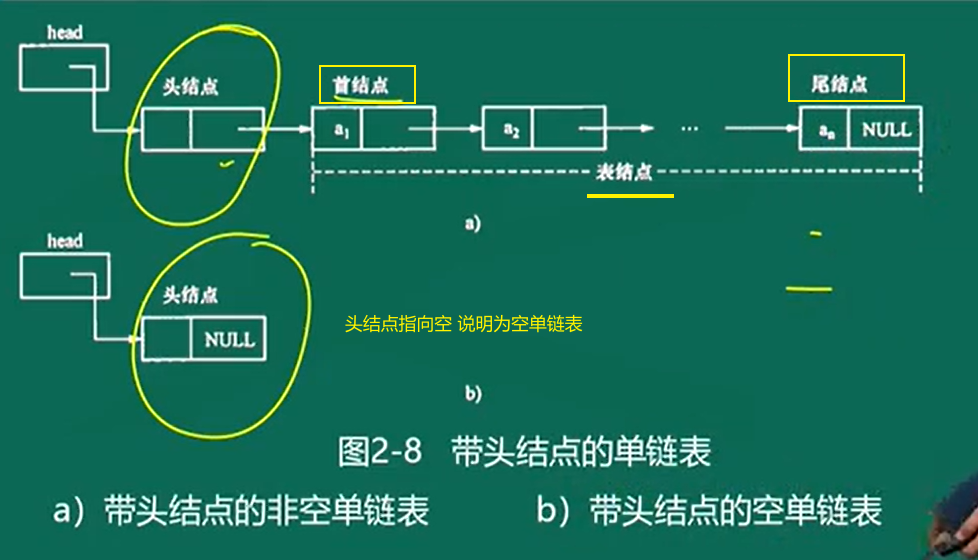 head
头结点
首结点
尾结点
a1
a2
...
an NULL
表结点
a)
head
头结点
NULL
头结点指向空 说明为空单链表
b)
图2-8 带头结点的单链表
a）带头结点的非空单链表
b）带头结点的空单链表